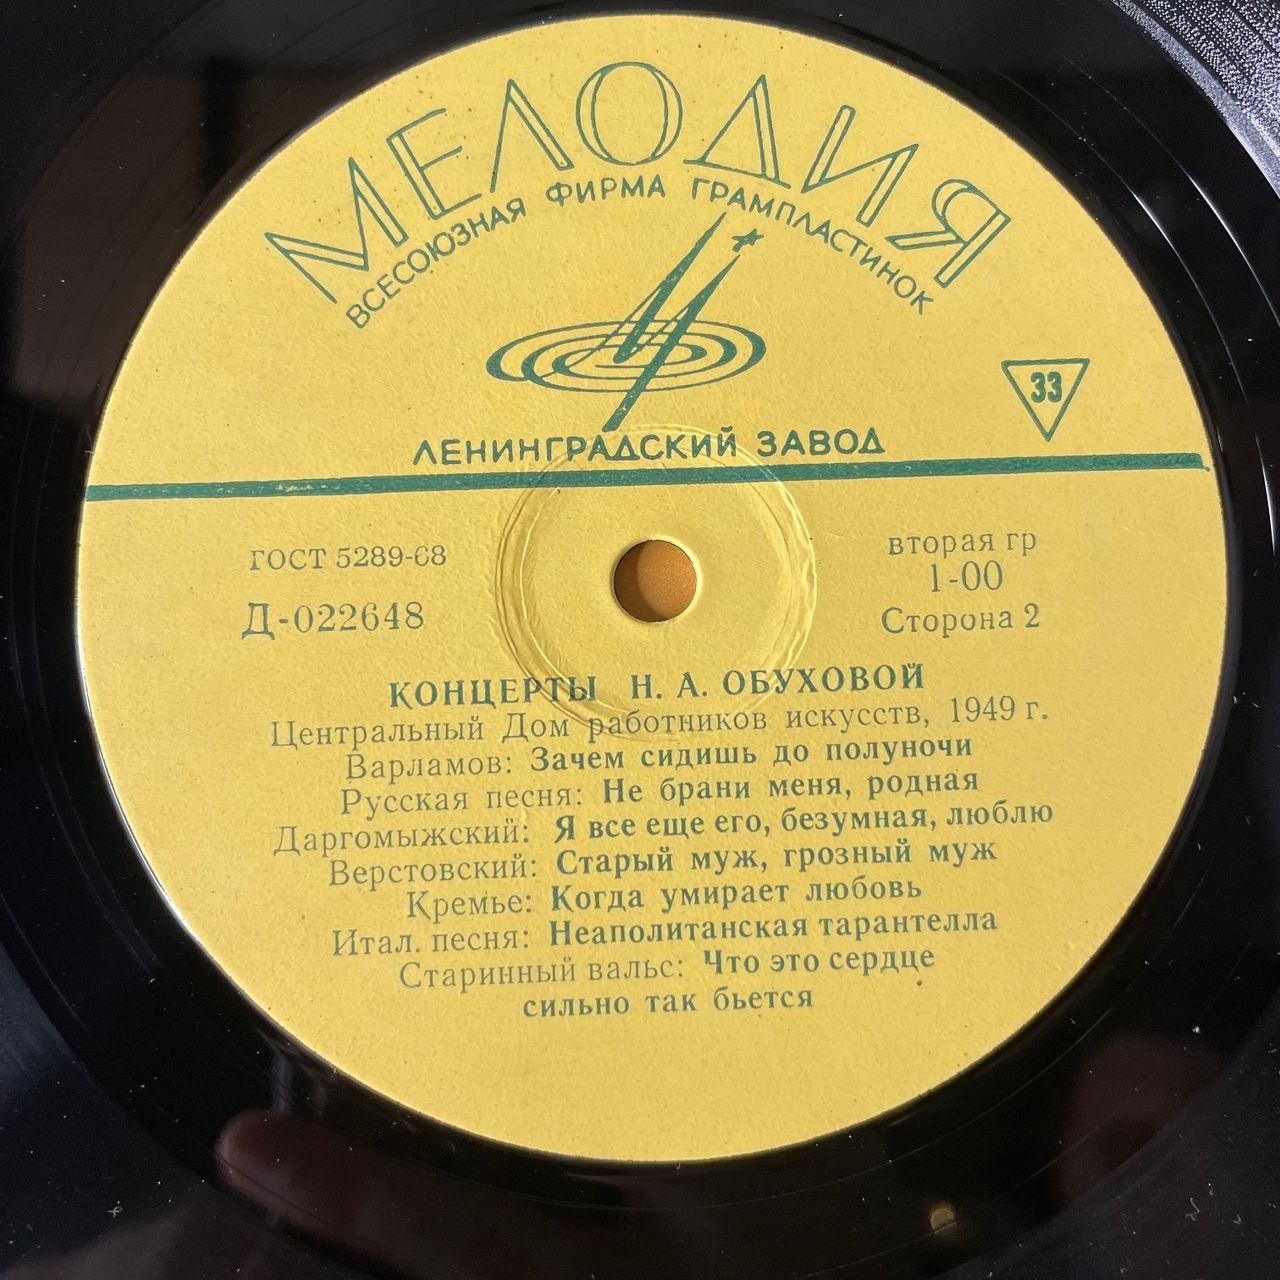 МЕЛОДИЯ
ВСЕСОЮЗНАЯ ФИРМА ГРАМПЛАСТИНОК
33
ЛЕНИНГРАДСКИЙ ЗАВОД
ГОСТ 5289-68
Д-022648
вторая гр
1-00
Сторона 2
КОНЦЕРТЫ Н. А. ОБУХОВОЙ
Центральный Дом работников искусств, 1949 г.
Варламов: Зачем сидишь до полуночи
Русская песня: Не брани меня, родная
Даргомыжский: Я все еще его, безумная, люблю
Верстовский: Старый муж, грозный муж
Кремье: Когда умирает любовь
Итал. песня: Неаполитанская тарантелла
Старинный вальс: Что это сердце
сильно так бьется